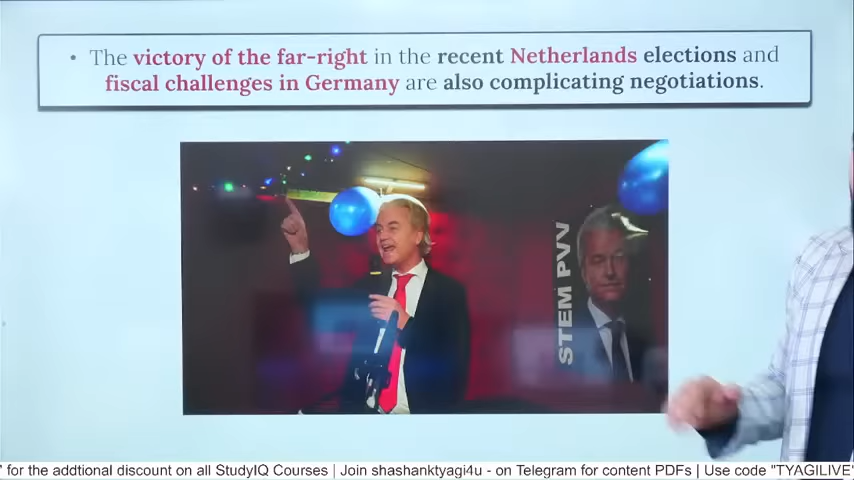 • The victory of the far-right in the recent Netherlands elections and
fiscal challenges in Germany are also complicating negotiations.
STEM PVV
" for the addtional discount on all StudyIQ Courses | Join shashanktyagi4u - on Telegram for content PDFs | Use code "TYAGILIVE"